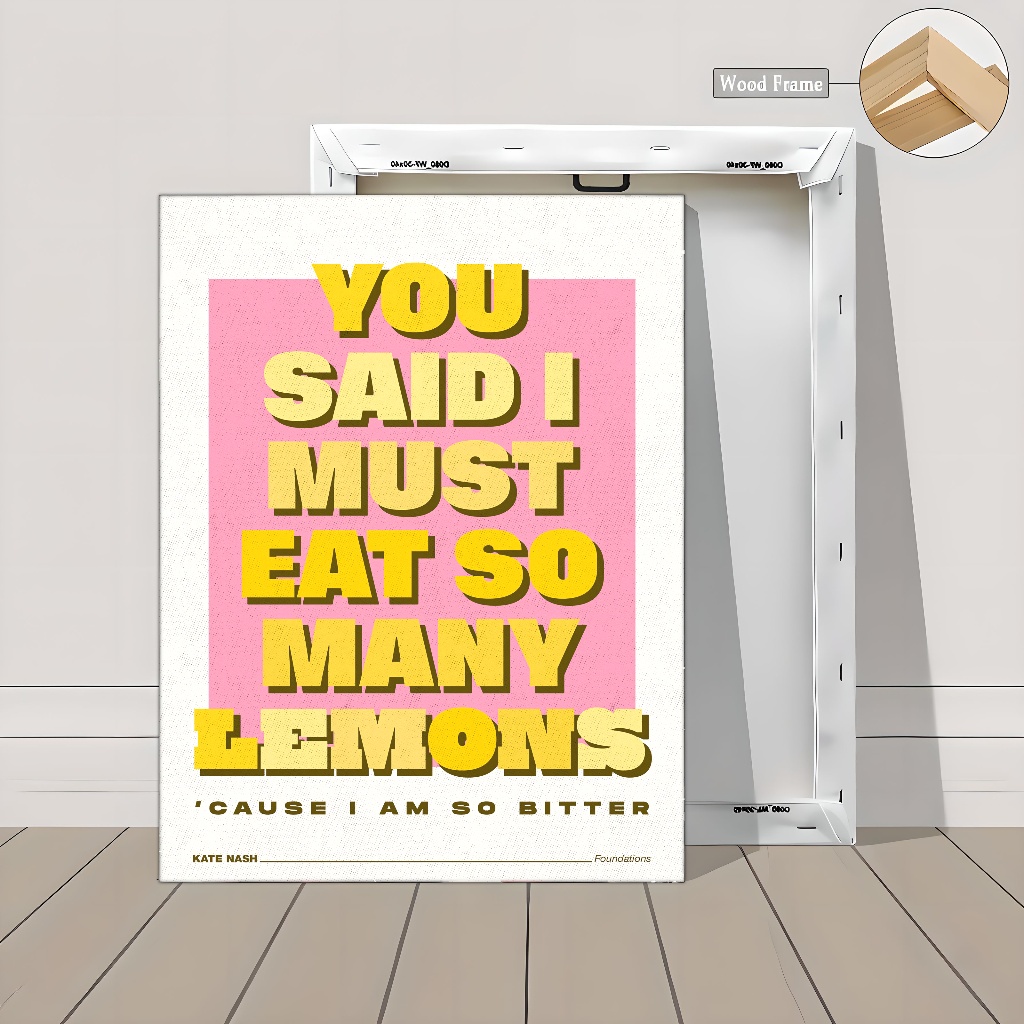 Wood Frame
YOU
SAID I
MUST
EAT SO
MANY
LEMONS
'CAUSE I AM SO BITTER
KATE NASH
Foundations